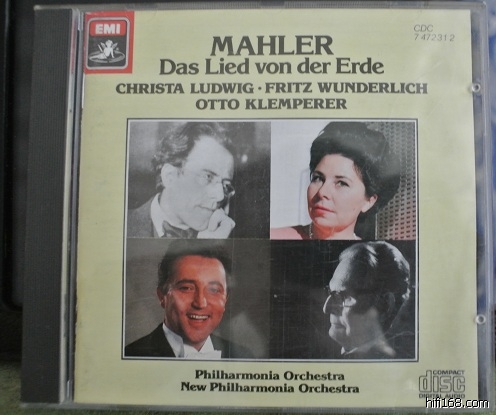 EMI
CDC
7 47231 2
MAHLER
Das Lied von der Erde
CHRISTA LUDWIG · FRITZ WUNDERLICH
OTTO KLEMPERER
Philharmonia Orchestra
New Philharmonia Orchestra
COMPACT
disc
DIGITAL AUDIO
hifi168.com